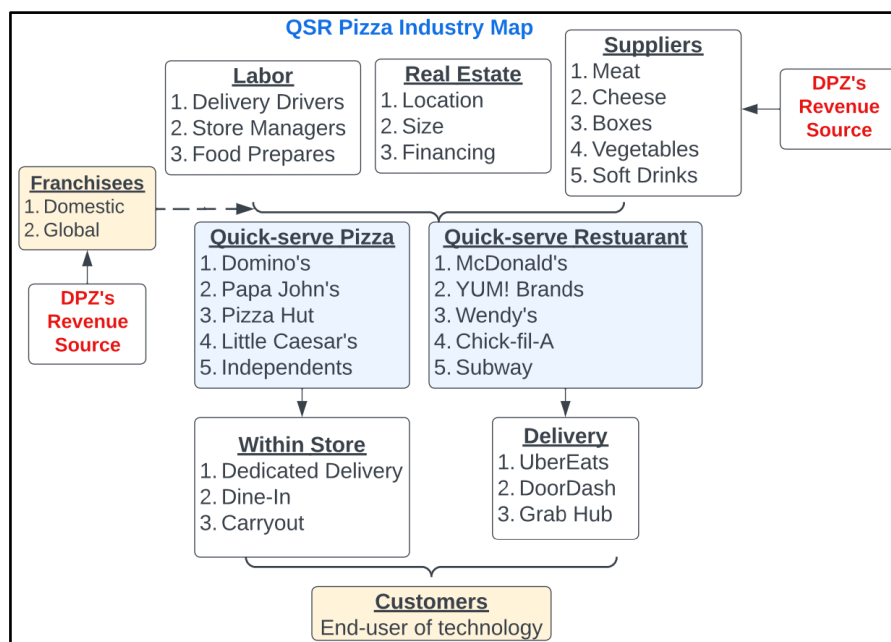 QSR Pizza Industry Map
Labor
1. Delivery Drivers
2. Store Managers
3. Food Prepares
Real Estate
1. Location
2. Size
3. Financing
Suppliers
1. Meat
2. Cheese
3. Boxes
4. Vegetables
5. Soft Drinks
DPZ's
Revenue
Source
Franchisees
1. Domestic
2. Global
DPZ's
Revenue
Source
Quick-serve Pizza
1. Domino's
2. Papa John's
3. Pizza Hut
4. Little Caesar's
5. Independents
Quick-serve Restuarant
1. McDonald's
2. YUM! Brands
3. Wendy's
4. Chick-fil-A
5. Subway
Within Store
1. Dedicated Delivery
2. Dine-In
3. Carryout
Delivery
1. UberEats
2. DoorDash
3. Grab Hub
Customers
End-user of technology